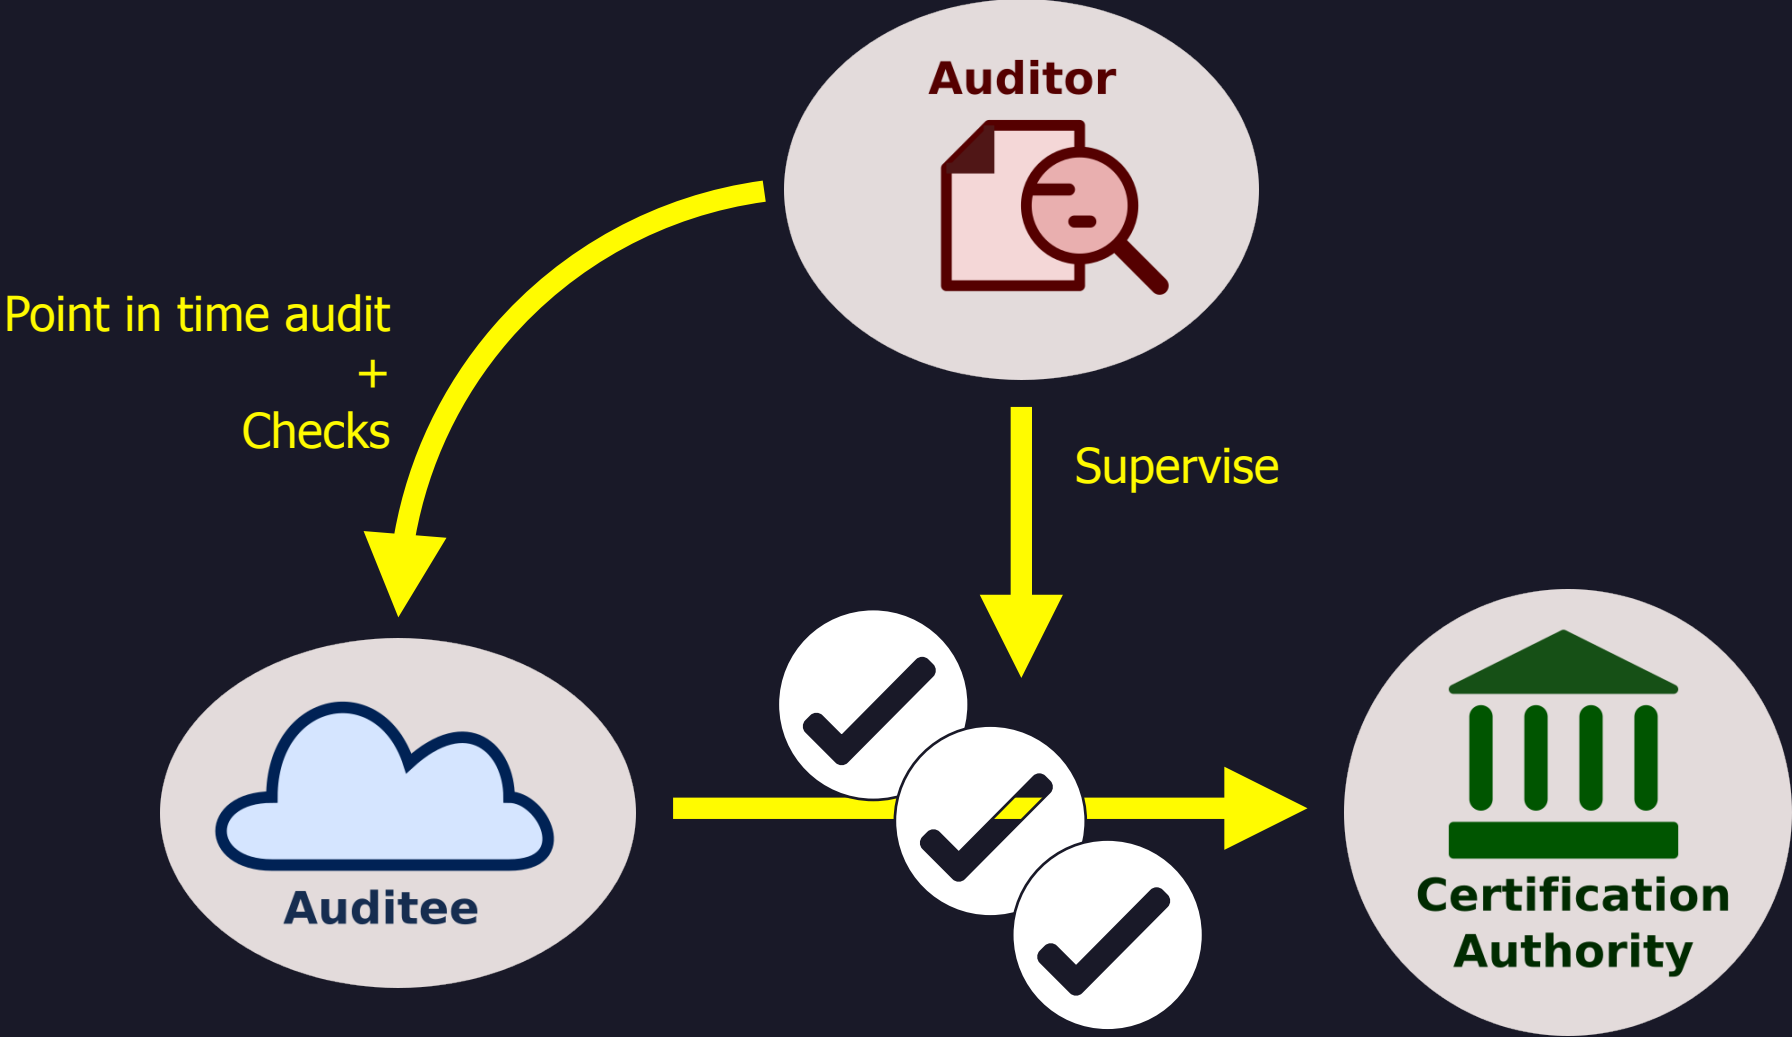 Auditor
Point in time audit
+
Checks
Supervise
Auditee
Certification
Authority